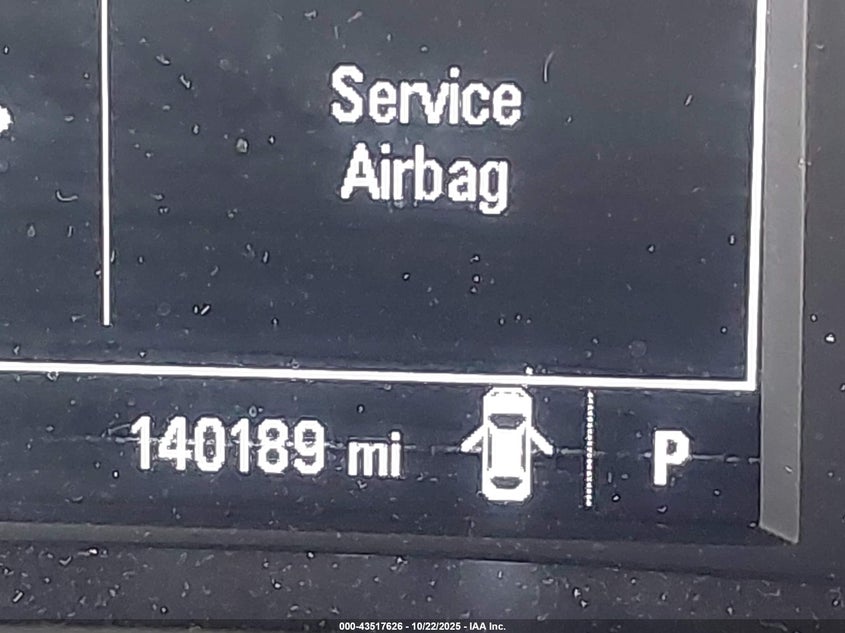 Service
Airbag
140189 mi
P
000-43517626 - 10/22/2025 - IAA Inc.